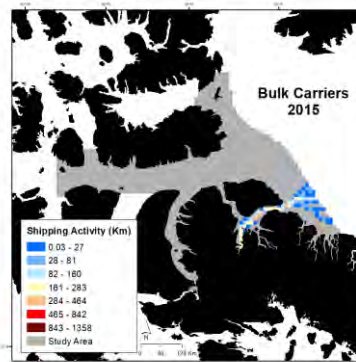 Bulk Carriers
2015
Shipping Activity (Km)
0.03 - 27
28 - 81
82 - 160
161 - 283
284 - 464
465 - 842
843 - 1358
Study Area
N